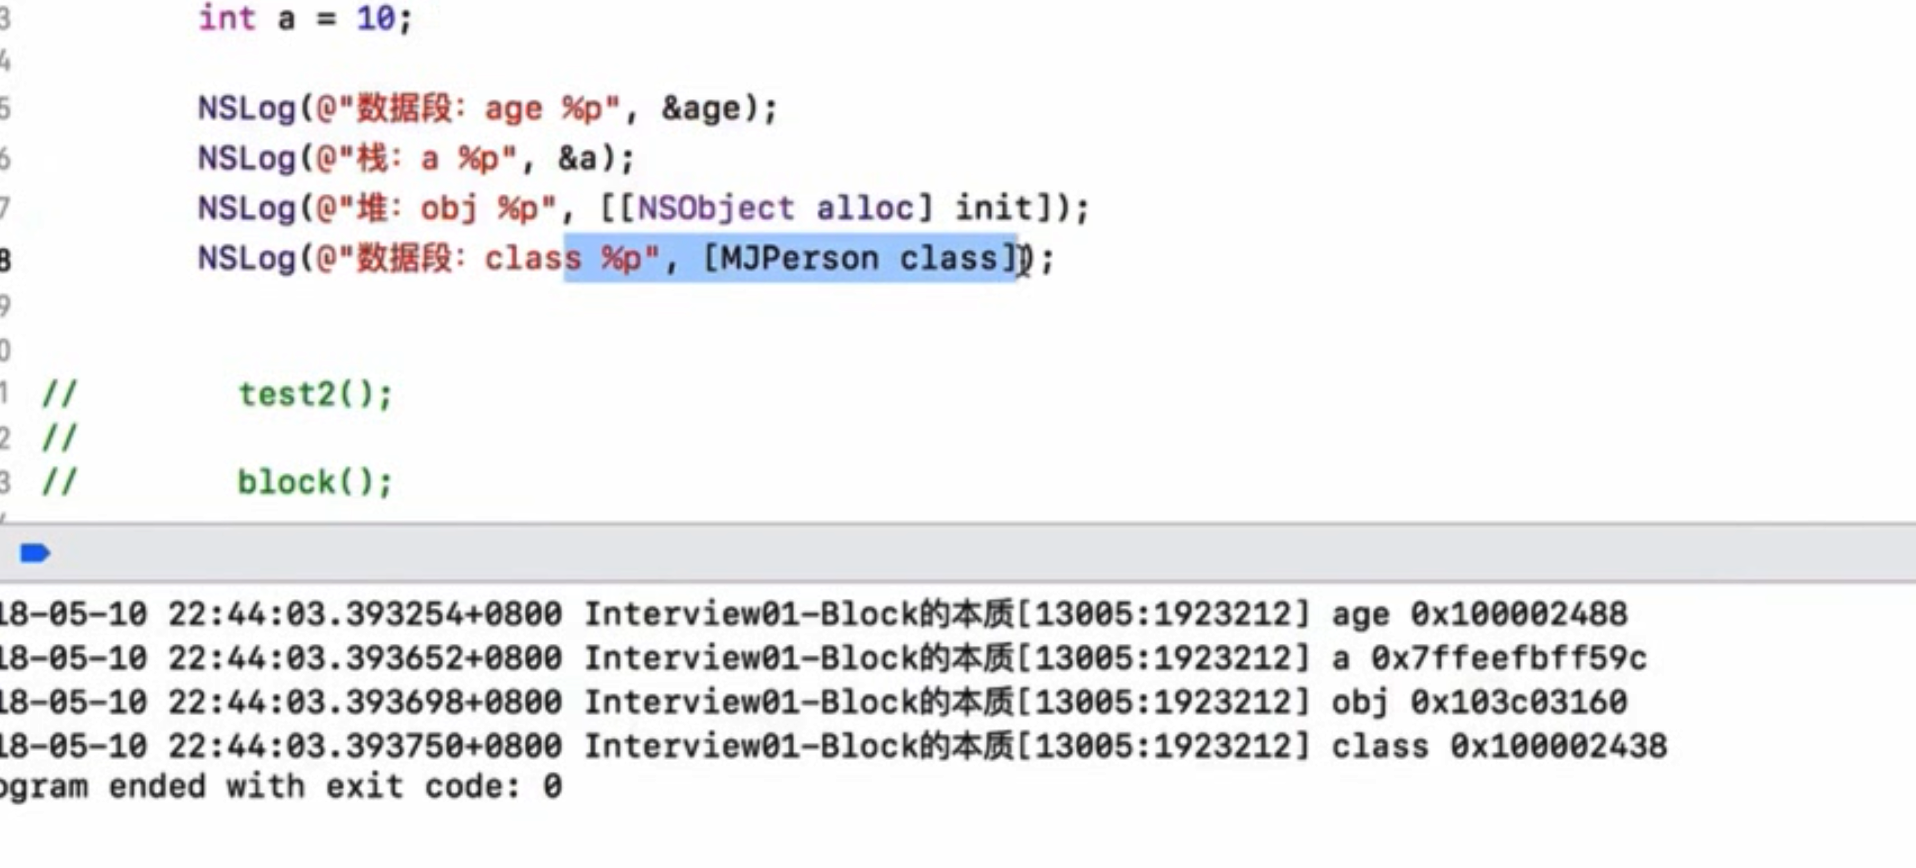 3 int a = 10;
4
5 NSLog(@"数据段：age %p", &age);
6 NSLog(@"栈：a %p", &a);
7 NSLog(@"堆：obj %p", [[NSObject alloc] init]);
8 NSLog(@"数据段：class %p", [MJPerson class]);
9
0
1 // test2();
2 //
3 // block();
18-05-10 22:44:03.393254+0800 Interview01-Block的本质[13005:1923212] age 0x100002488
18-05-10 22:44:03.393652+0800 Interview01-Block的本质[13005:1923212] a 0x7ffeefbff59c
18-05-10 22:44:03.393698+0800 Interview01-Block的本质[13005:1923212] obj 0x103c03160
18-05-10 22:44:03.393750+0800 Interview01-Block的本质[13005:1923212] class 0x100002438
ogram ended with exit code: 0